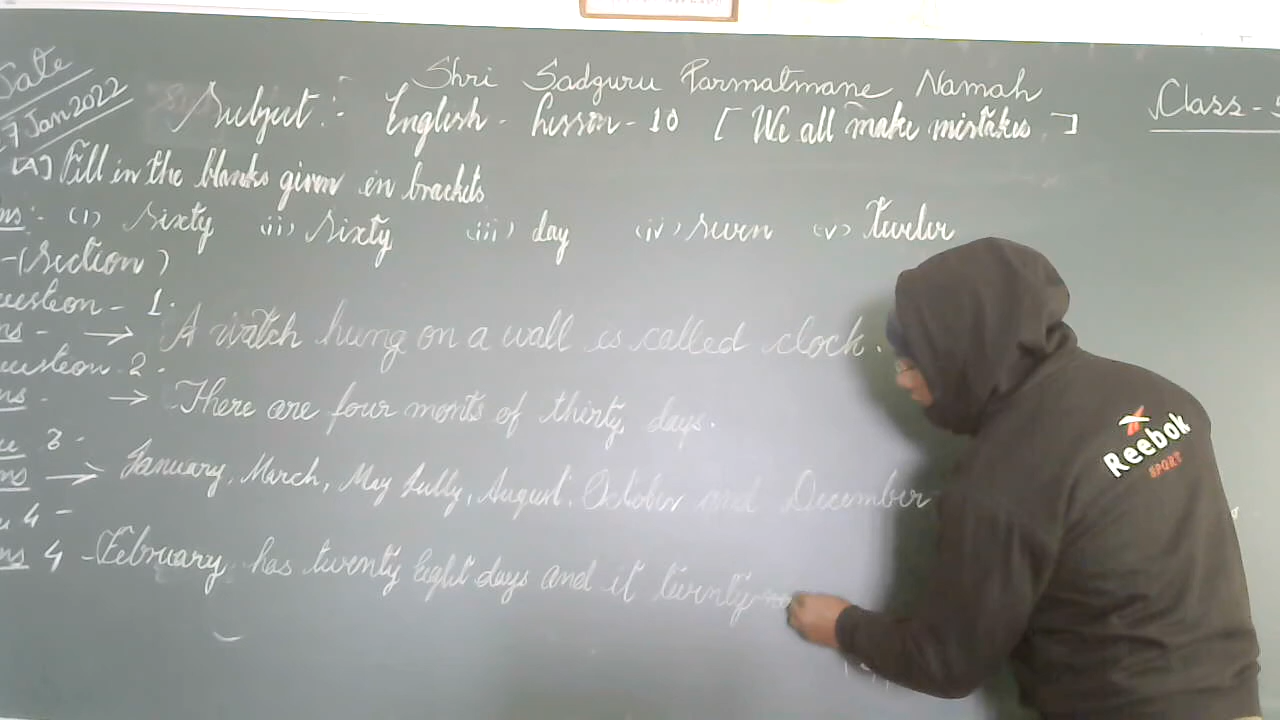 Date
7 Jan 2022
Shri Sadguru Parmatmane Namah
Class - 5
Subject :- English - Lesson - 10 [ We all make mistakes ]
[A] Fill in the blanks given in brackets
ns :- (i) sixty (ii) sixty (iii) day (iv) seven (v) Twelve
- (section)
uestion - 1.
ns - → A watch hung on a wall is called clock.
uestion 2.
ns. → There are four monts of thirty days.
3 -
ns → January, March, May Jully, August. October and December
4 -
ns 4 - February has twenty eight days and it twenty
Reebok
SPORT